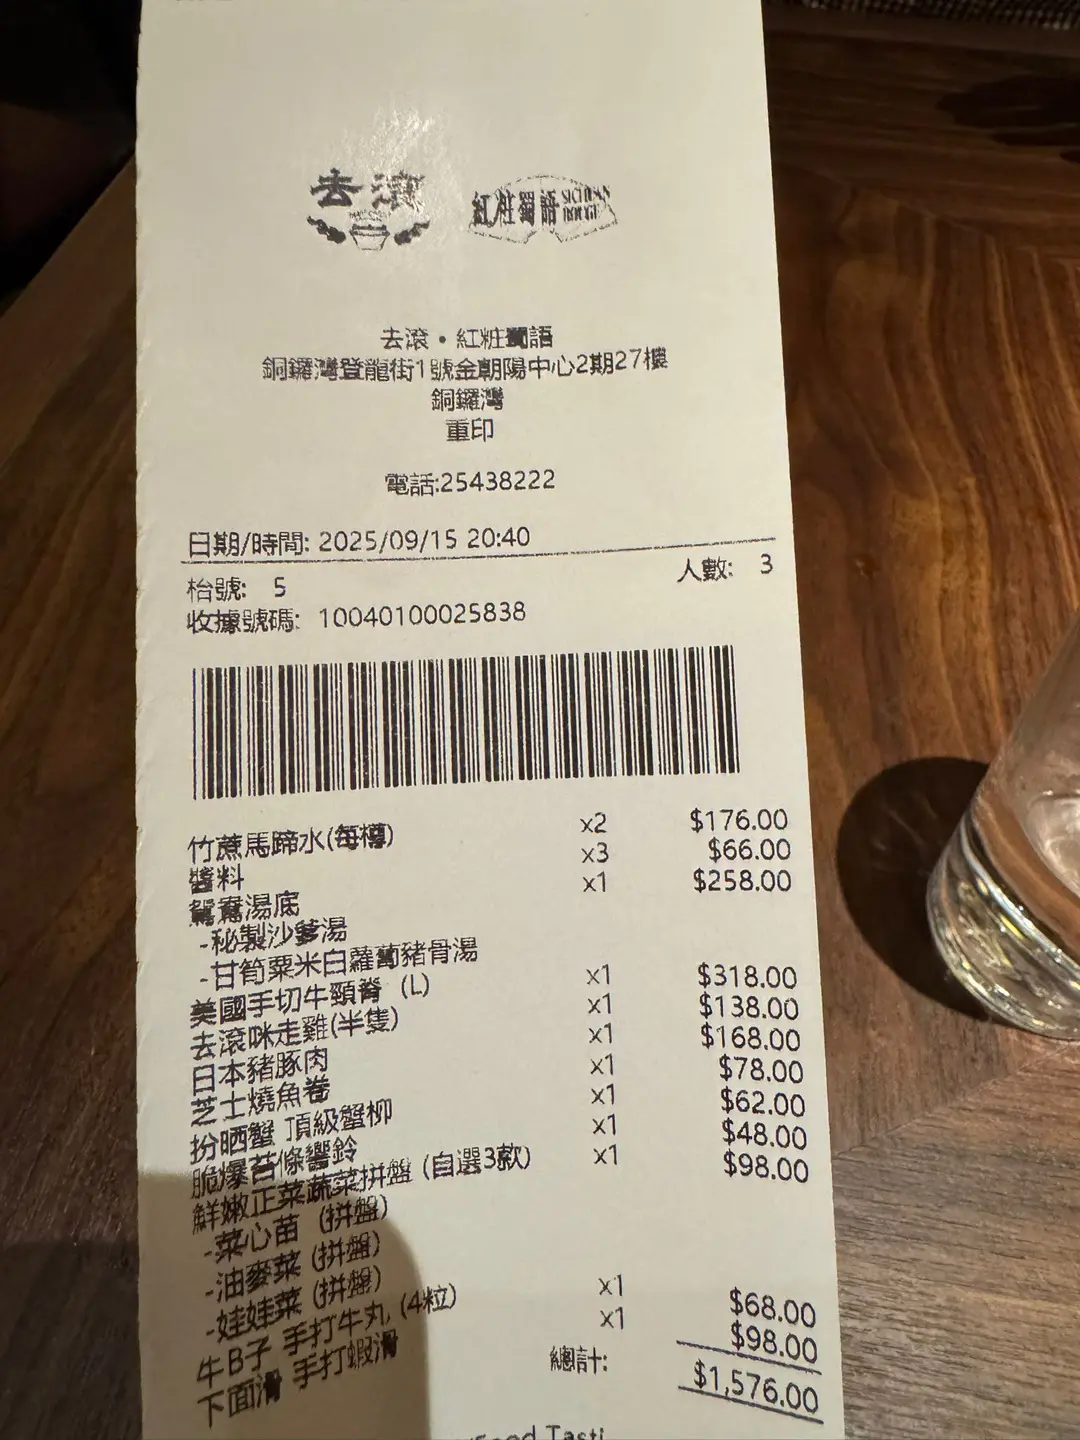 去滾
紅粧蜀語 SICHUAN ROUGE
去滾·紅粧蜀語
銅鑼灣登龍街1號金朝陽中心2期27樓
銅鑼灣
重印
電話:25438222
日期/時間: 2025/09/15 20:40
枱號: 5 人數: 3
收據號碼: 10040100025838
竹蔗馬蹄水(每樽) x2 $176.00
醬料 x3 $66.00
鴛鴦湯底 x1 $258.00
-秘製沙爹湯
-甘筍粟米白蘿蔔豬骨湯
美國手切牛頸脊 (L) x1 $318.00
去滾咪走雞(半隻) x1 $138.00
日本豬豚肉 x1 $168.00
芝士燒魚卷 x1 $78.00
扮晒蟹 頂級蟹柳 x1 $62.00
脆爆苔條響鈴 x1 $48.00
鮮嫩正菜蔬菜拼盤 (自選3款) x1 $98.00
-菜心苗 (拼盤)
-油麥菜 (拼盤)
-娃娃菜 (拼盤)
牛B子 手打牛丸, (4粒) x1 $68.00
下面滑 手打蝦滑 x1 $98.00
總計: $1,576.00